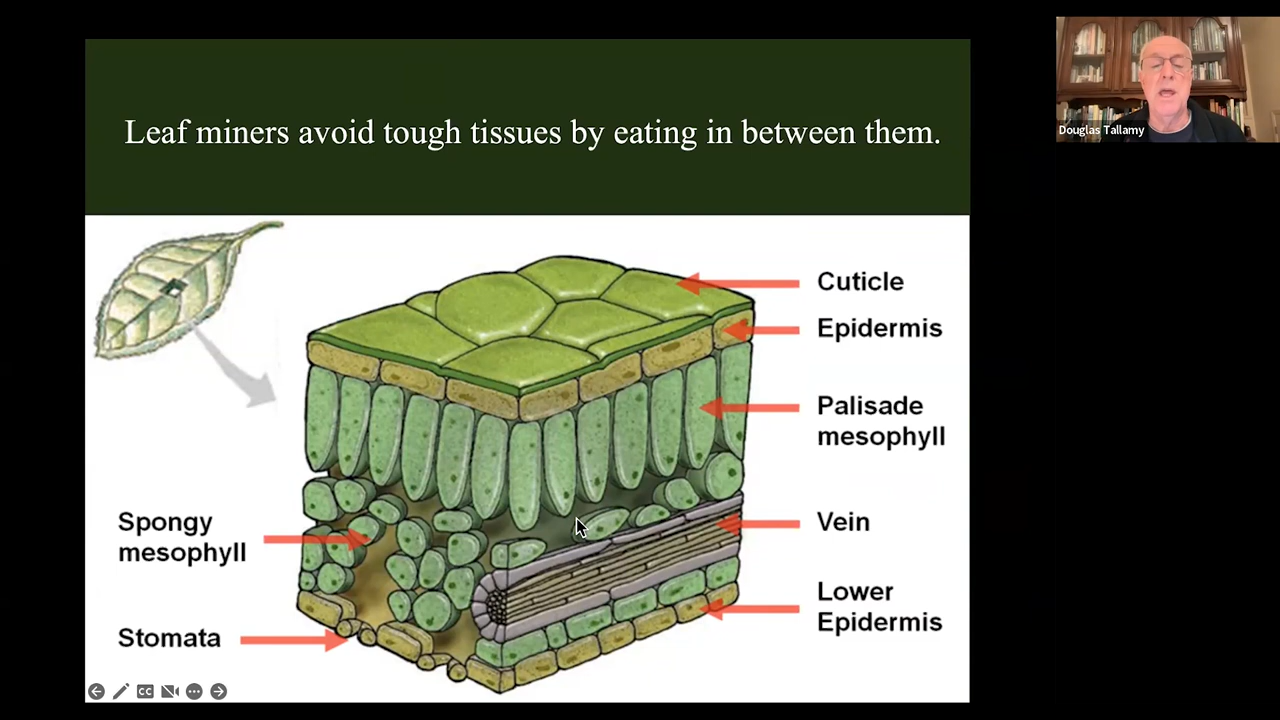 Leaf miners avoid tough tissues by eating in between them.
Douglas Tallamy
Cuticle
Epidermis
Palisade
mesophyll
Spongy
mesophyll
Vein
Lower
Epidermis
Stomata
CC